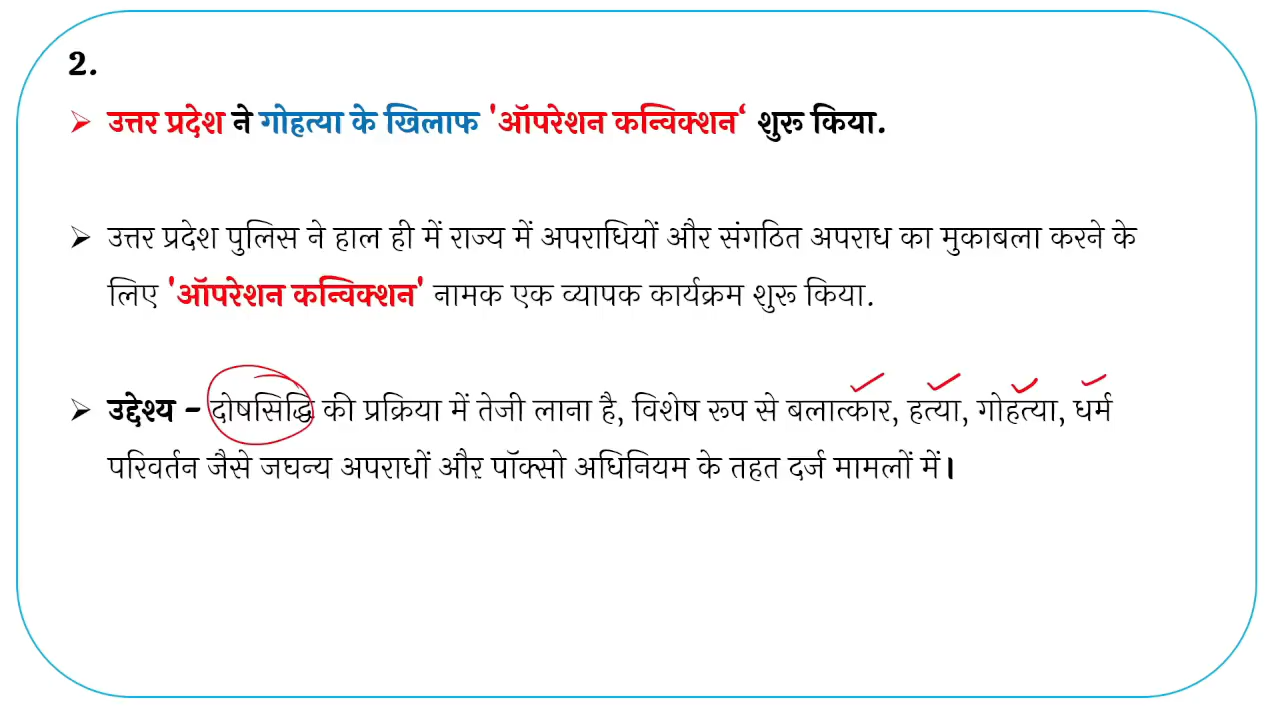 2.
➢ उत्तर प्रदेश ने गोहत्या के खिलाफ 'ऑपरेशन कन्विक्शन‘ शुरू किया.
➢ उत्तर प्रदेश पुलिस ने हाल ही में राज्य में अपराधियों और संगठित अपराध का मुकाबला करने के
लिए 'ऑपरेशन कन्विक्शन' नामक एक व्यापक कार्यक्रम शुरू किया.
➢ उद्देश्य – दोषसिद्धि की प्रक्रिया में तेजी लाना है, विशेष रूप से बलात्कार, हत्या, गोहत्या, धर्म
परिवर्तन जैसे जघन्य अपराधों और पॉक्सो अधिनियम के तहत दर्ज मामलों में।